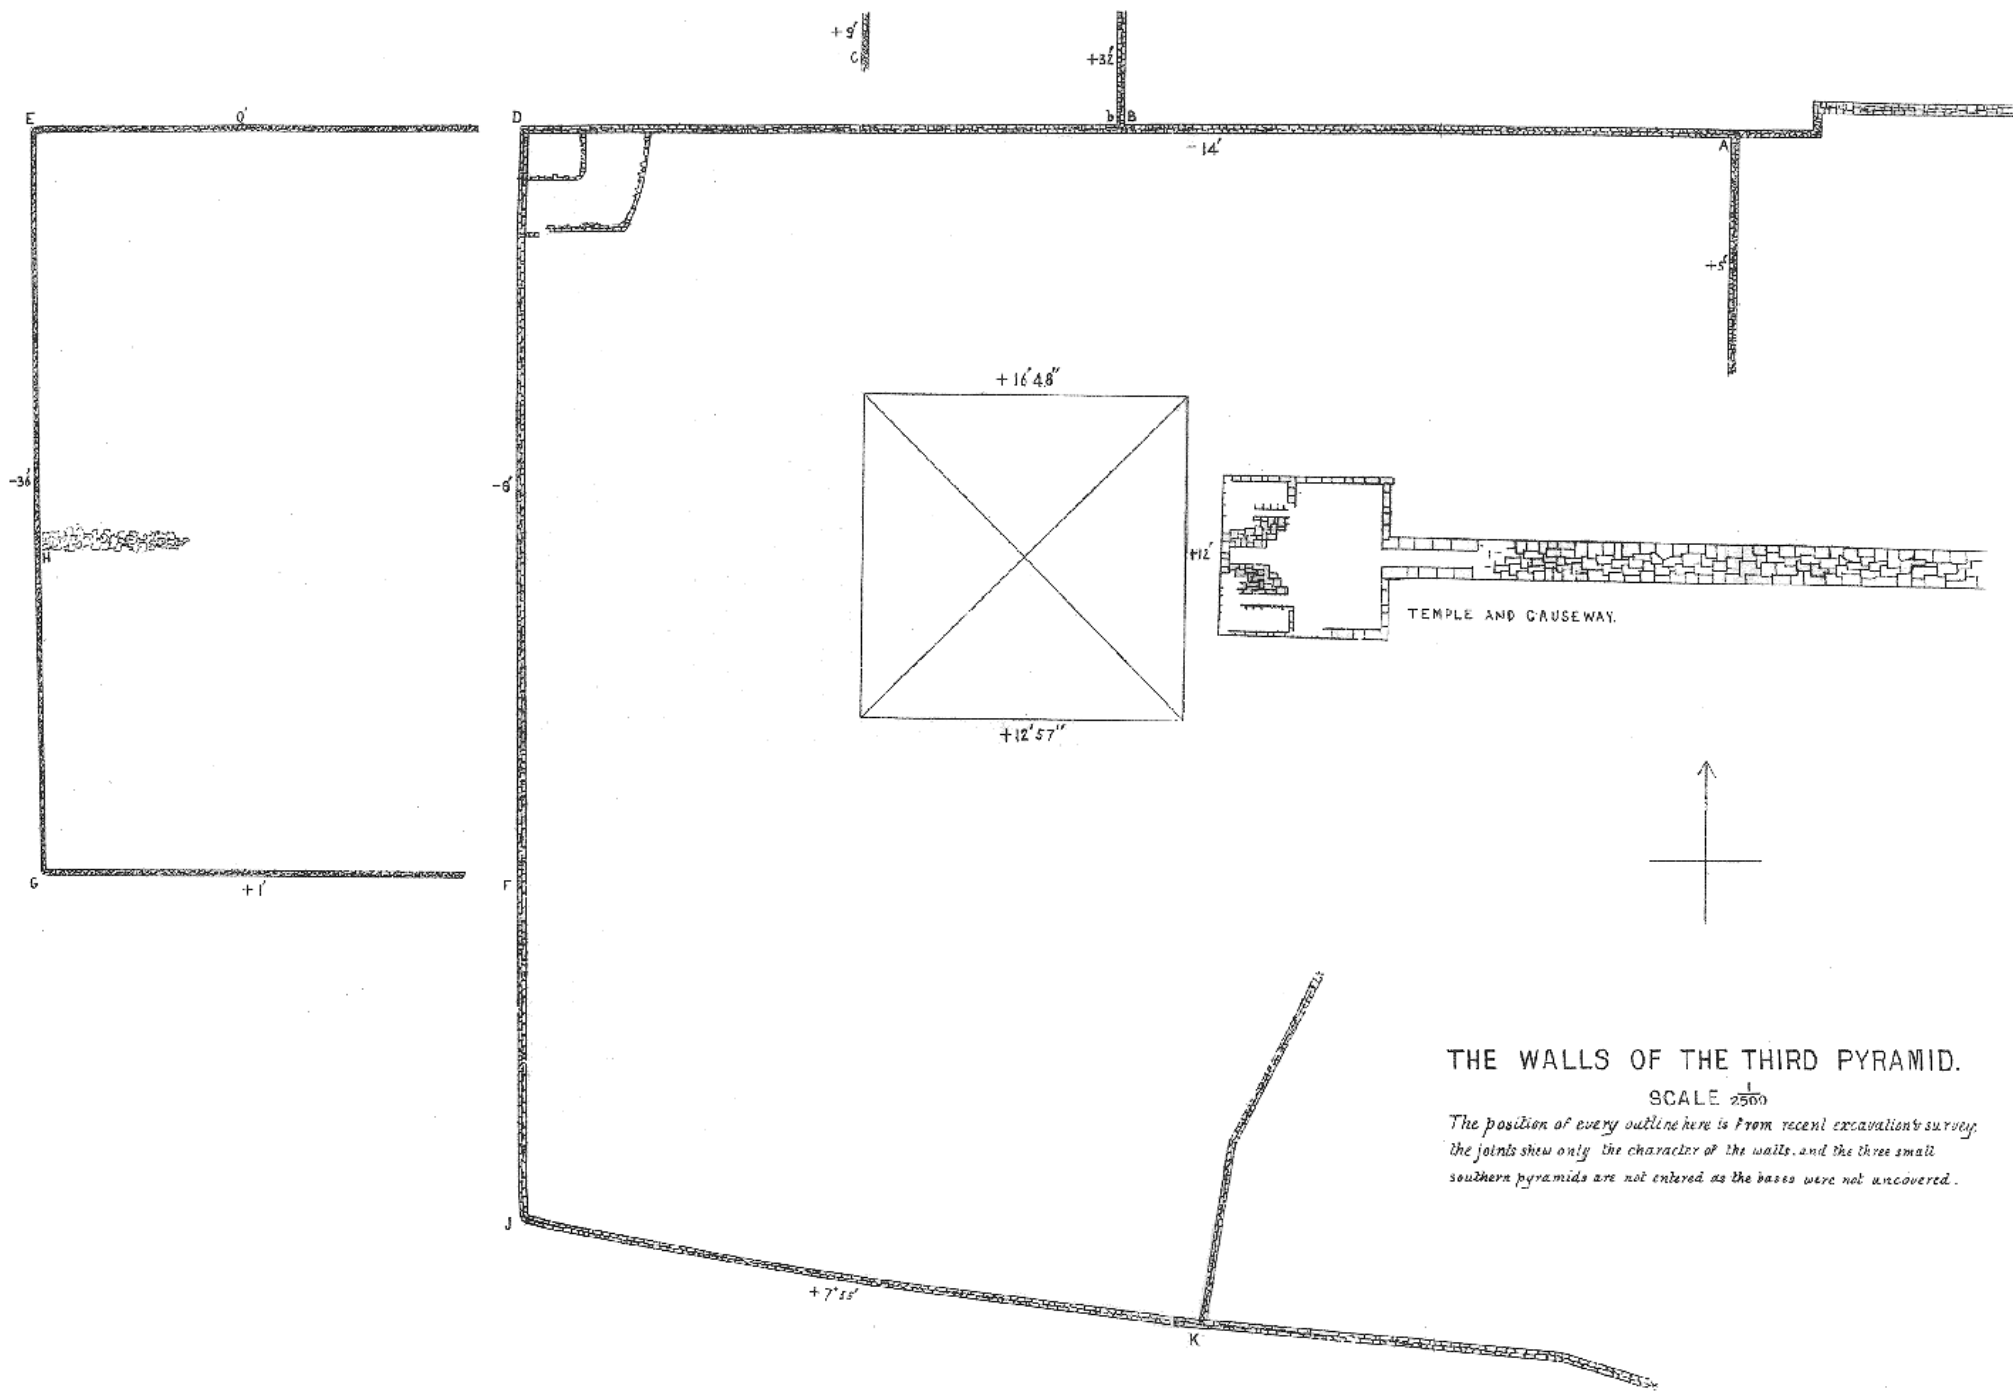 +9'
C
+32'
E
0'
D
b B
-14'
A
+5'
+16'48"
-36'
-8'
H
+12'
TEMPLE AND CAUSEWAY.
+12'57"
G
+1'
F
THE WALLS OF THE THIRD PYRAMID.
SCALE 1/2500
The position of every outline here is from recent excavation & survey,
the joints shew only the character of the walls, and the three small
southern pyramids are not entered as the bases were not uncovered.
J
+7°55'
K